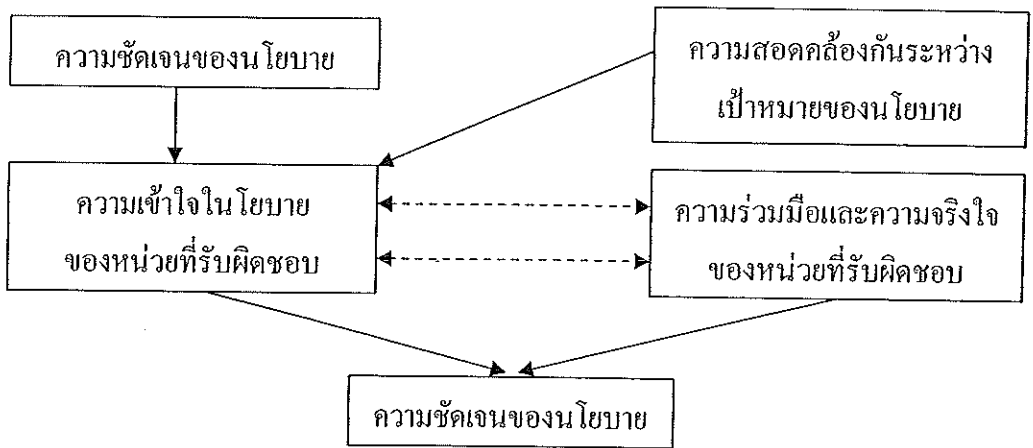 ความชัดเจนของนโยบาย
ความสอดคล้องกันระหว่าง
เป้าหมายของนโยบาย
ความเข้าใจในโยบาย
ของหน่วยที่รับผิดชอบ
ความร่วมมือและความจริงใจ
ของหน่วยที่รับผิดชอบ
ความชัดเจนของนโยบาย